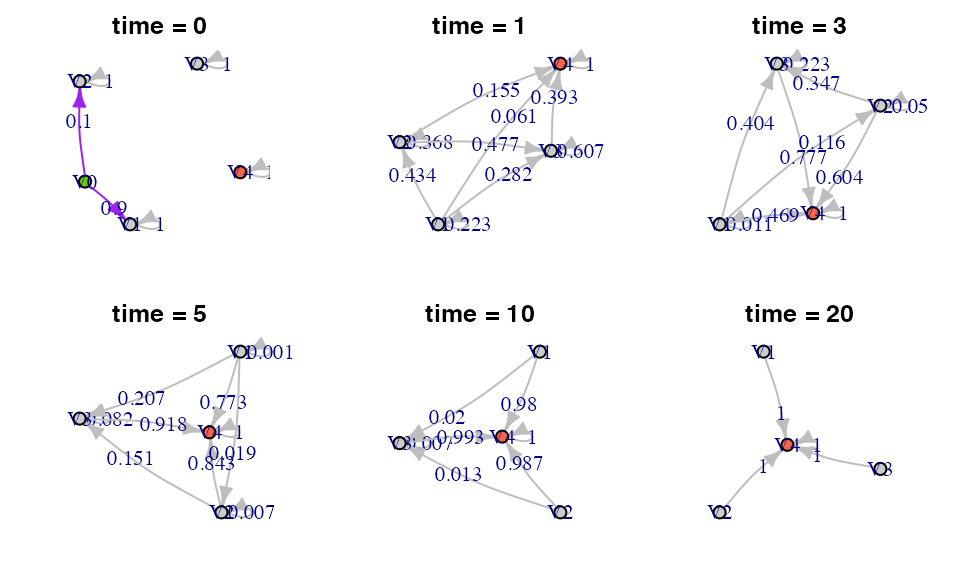 time = 0
V2 1
V3 1
0.1
V0
V4 1
0.9
V1 1
time = 1
V4 1
0.155
0.393
0.061
V2 0.368
0.477
V3 0.607
0.434
0.282
V1 0.223
time = 3
V3 0.223
0.347
V2 0.05
0.404
0.116
0.777
0.604
V1 0.011
0.469
V4 1
time = 5
V1 0.001
0.207
0.773
V3 0.082
0.918
V4 1
0.151
0.019
0.843
V2 0.007
time = 10
V1
0.98
0.02
V3 0.007
0.993
V4 1
0.987
0.013
V2
time = 20
V1
1
V4 1
1
1
V3
V2